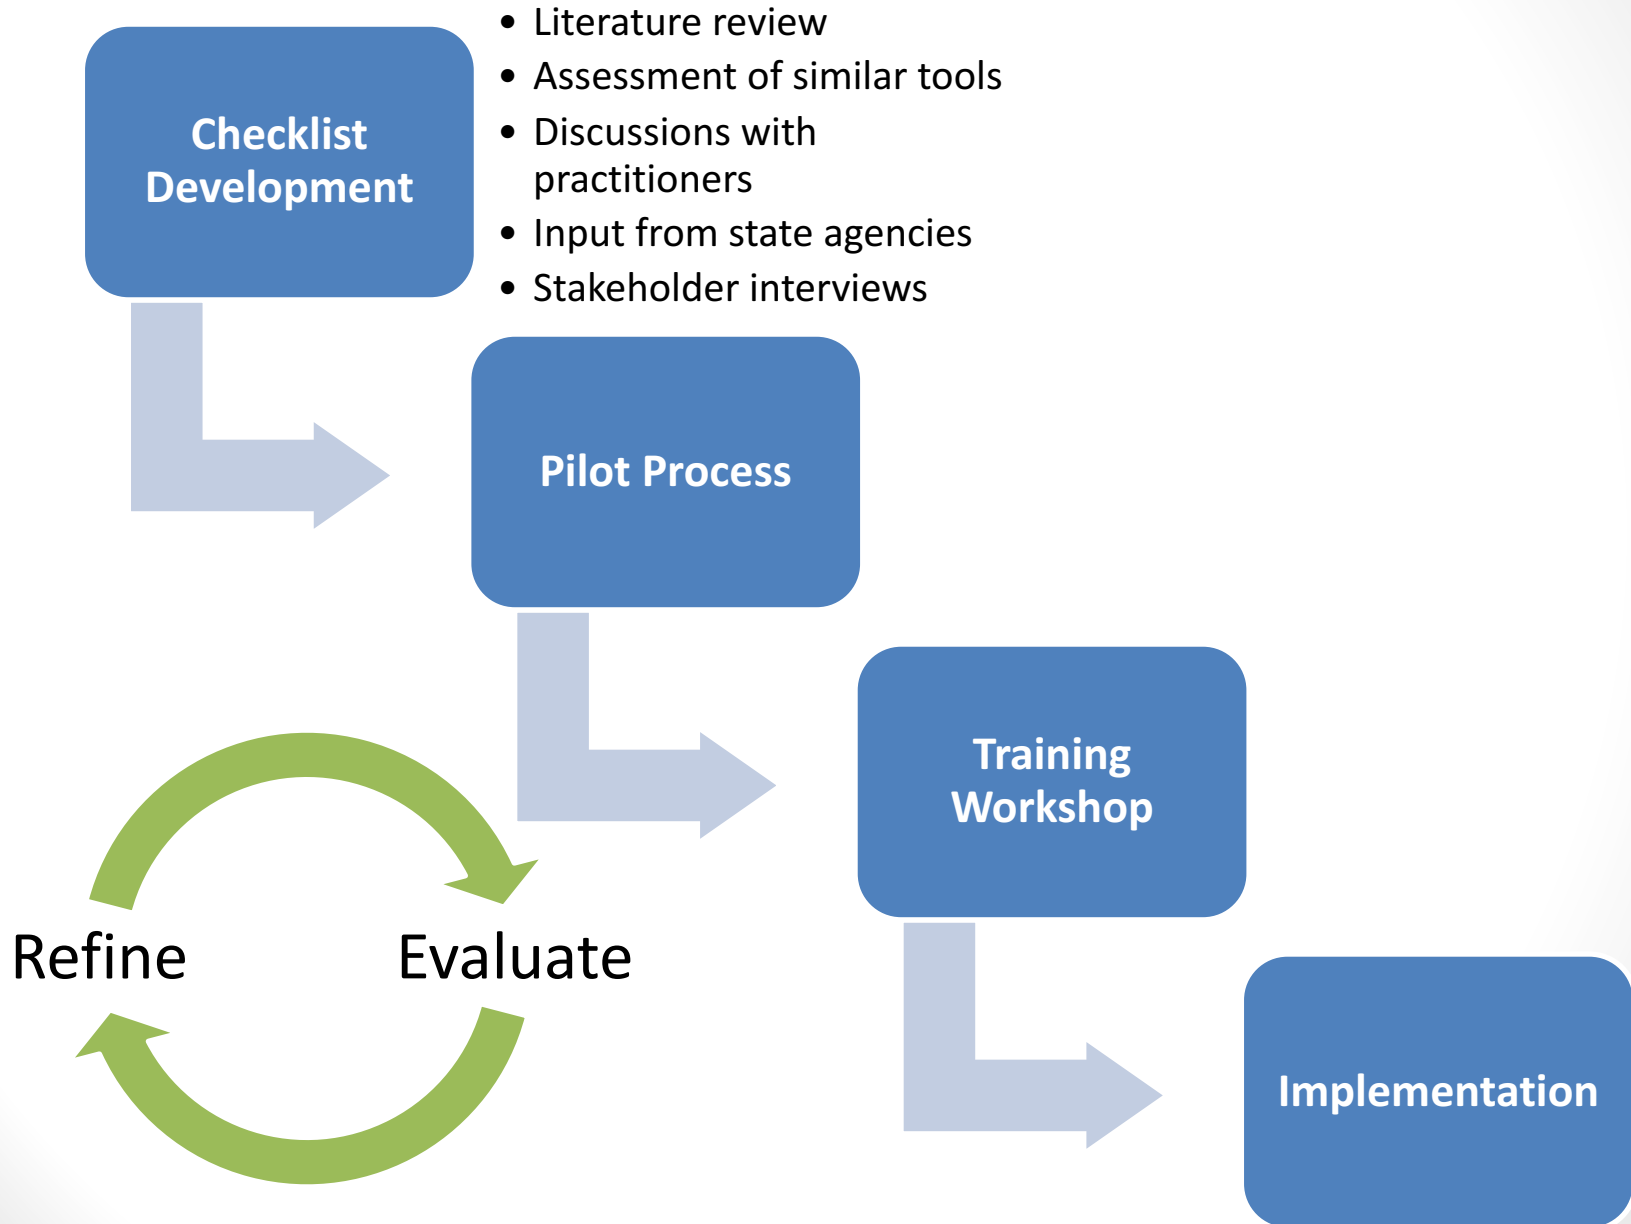 Checklist
Development
• Literature review
• Assessment of similar tools
• Discussions with
practitioners
• Input from state agencies
• Stakeholder interviews
Pilot Process
Training
Workshop
Refine
Evaluate
Implementation